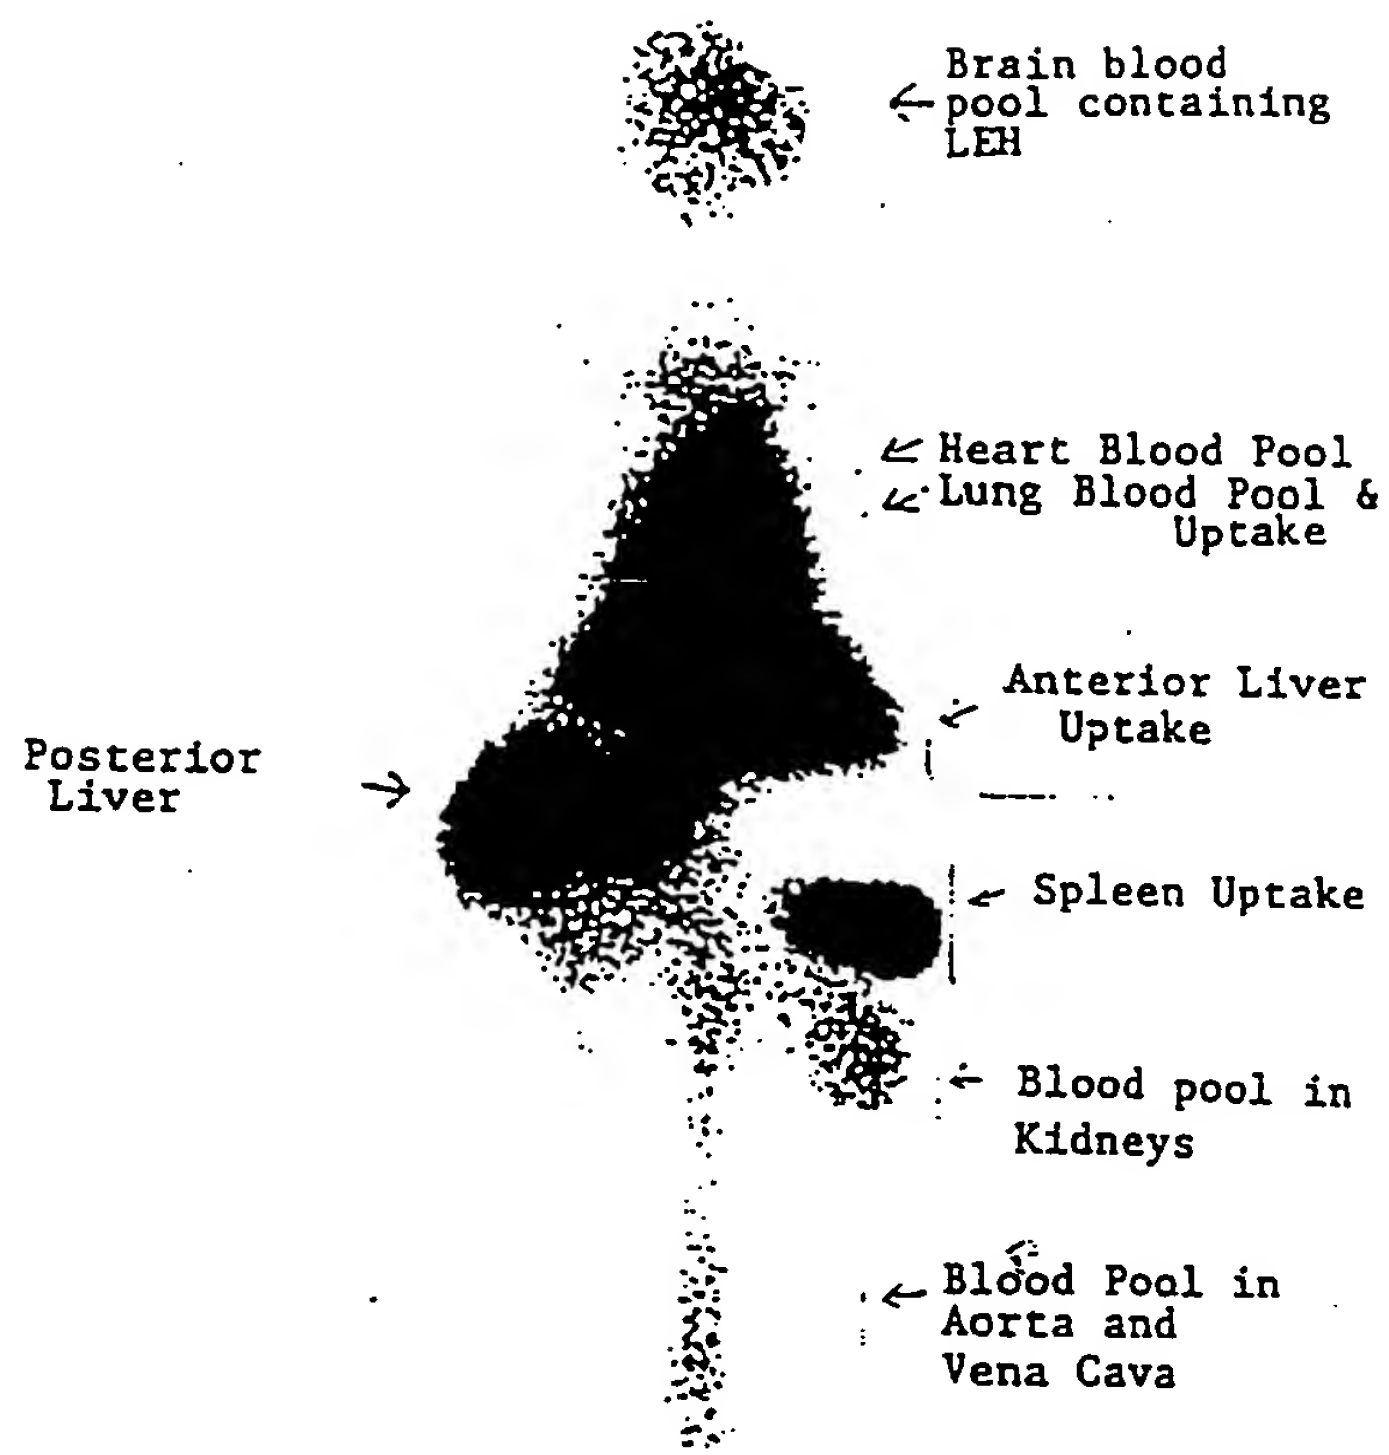 Brain blood
pool containing
LEH
Heart Blood Pool
Lung Blood Pool &
Uptake
Anterior Liver
Uptake
Posterior
Liver
Spleen Uptake
Blood pool in
Kidneys
Blood Pool in
Aorta and
Vena Cava